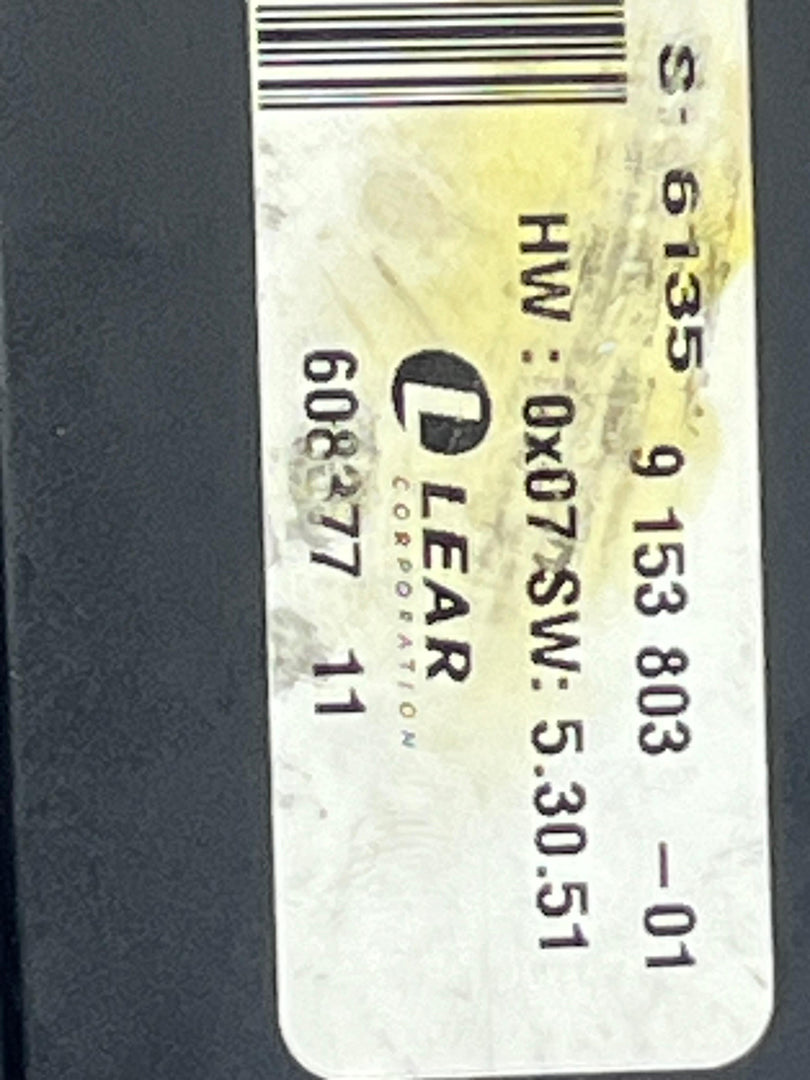 S: 6135 9 153 803 -01
HW : 0x07 SW: 5.30.51
LEAR
CORPORATION
11